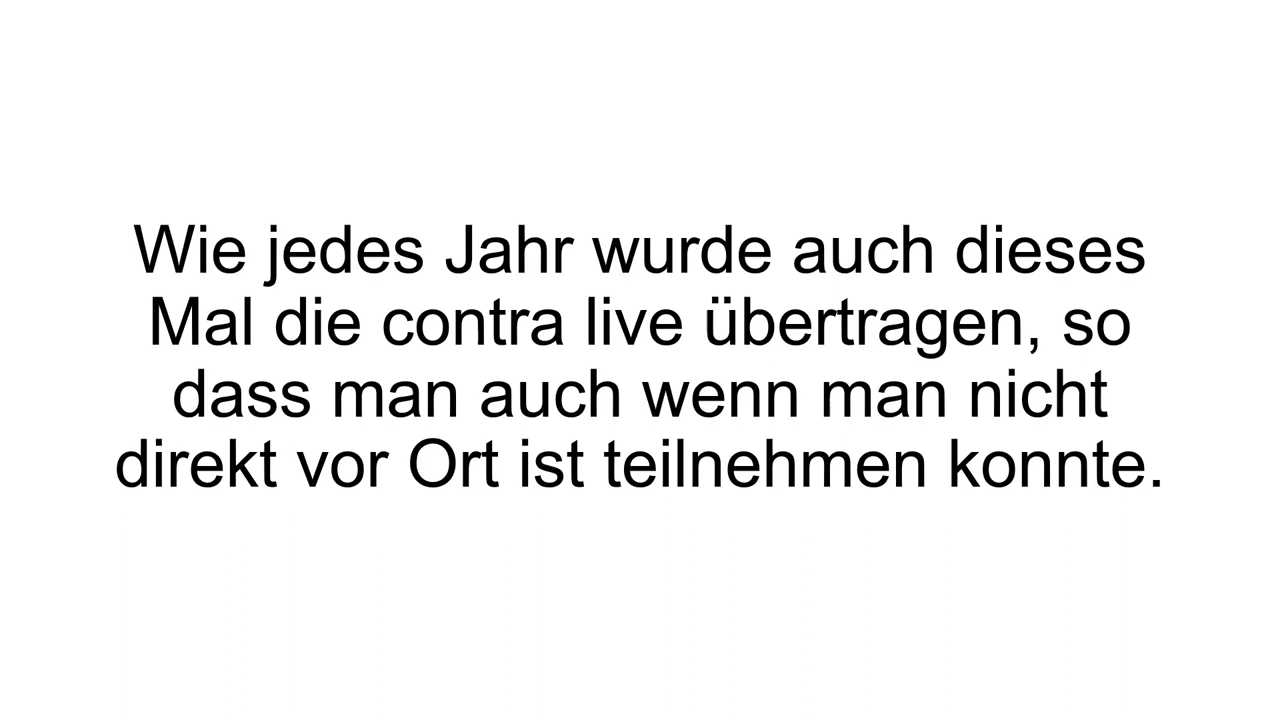 Wie jedes Jahr wurde auch dieses
Mal die contra live übertragen, so
dass man auch wenn man nicht
direkt vor Ort ist teilnehmen konnte.